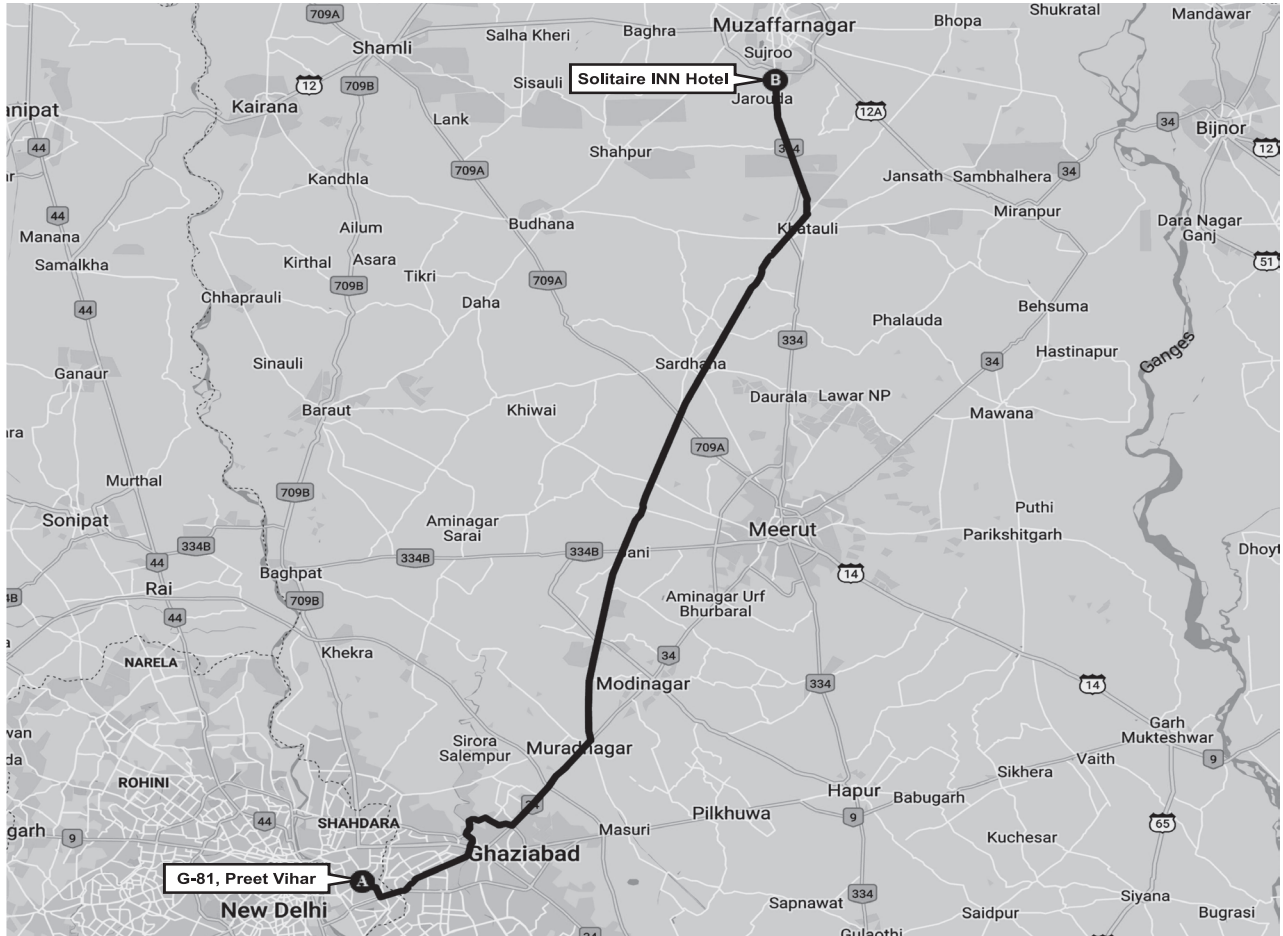 709A
Shukratal
Mandawar
Muzaffarnagar
Bhopa
Salha Kheri
Baghra
Shamli
Sujroo
Solitaire INN Hotel
B
Sisauli
12
709B
Jarouda
Kairana
12A
34
Bijnor
Lank
12
44
Shahpur
334
709A
Jansath
Sambhalhera
34
Kandhla
Miranpur
44
Budhana
Dara Nagar
Ganj
Manana
Ailum
Khatauli
Samalkha
Kirthal
Asara
Tikri
51
709B
709A
Chhaprauli
Daha
Behsuma
44
Phalauda
334
Hastinapur
Ganges
Sinauli
Sardhana
34
Ganaur
Daurala
Lawar NP
Baraut
Khiwai
Mawana
709A
Murthal
709B
Sonipat
Aminagar
Sarai
Meerut
Puthi
Parikshitgarh
334B
334B
334B
Jani
44
Baghpat
14
Rai
709B
Aminagar Urf
Bhurbaral
44
Khekra
NARELA
34
Modinagar
334
14
Sirora
Salempur
Muradnagar
Garh
Mukteshwar
Vaith
9
Sikhera
ROHINI
Hapur
Babugarh
44
SHAHDARA
34
Pilkhuwa
9
9
Masuri
Kuchesar
65
Ghaziabad
G-81, Preet Vihar
A
New Delhi
334
Sapnawat
Saidpur
Siyana
Bugrasi
34
Gulaothi